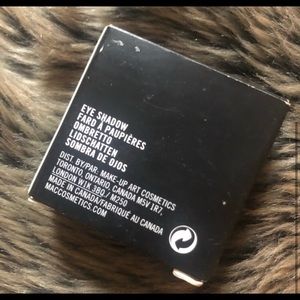 EYE SHADOW
FARD À PAUPIÈRES
OMBRETTO
LIDSCHATTEN
SOMBRA DE OJOS
DIST. BY/PAR. MAKE-UP ART COSMETICS
TORONTO, ONTARIO, CANADA M5V 1R7.
LONDON W1K 3BQ / M250
MADE IN CANADA/FABRIQUÉ AU CANADA
MACCOSMETICS.COM